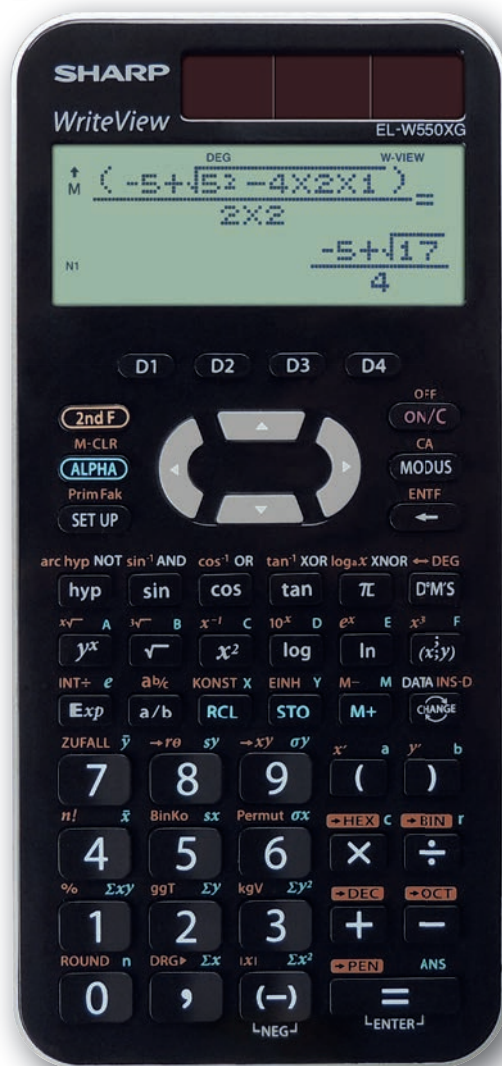 SHARP
WriteView
EL-W550XG
DEG W-VIEW
M (-5+√5²-4×2×1)
2×2 =
N1 -5+√17
4
D1 D2 D3 D4
OFF
2nd F ON/C
M-CLR CA
ALPHA MODUS
Prim Fak ENTF
SET UP ←
arc hyp NOT sin⁻¹ AND cos⁻¹ OR tan⁻¹ XOR logₐx XNOR ↔DEG
hyp sin cos tan π D°M'S
ˣ√ A ³√ B x⁻¹ C 10ˣ D eˣ E x³ F
yˣ √ x² log ln (x;y)
INT÷ e ab/c KONST X EINH Y M− M DATA INS-D
Exp a/b RCL STO M+ CHANGE
ZUFALL ȳ →rθ sy →xy σy x′ a y′ b
7 8 9 ( )
n! x̄ BinKo sx Permut σx →HEX c →BIN r
4 5 6 × ÷
% Σxy ggT Σy kgV Σy² →DEC →OCT
1 2 3 + −
ROUND n DRG▸ Σx |x| Σx² →PEN ANS
0 , (−) =
NEG ENTER